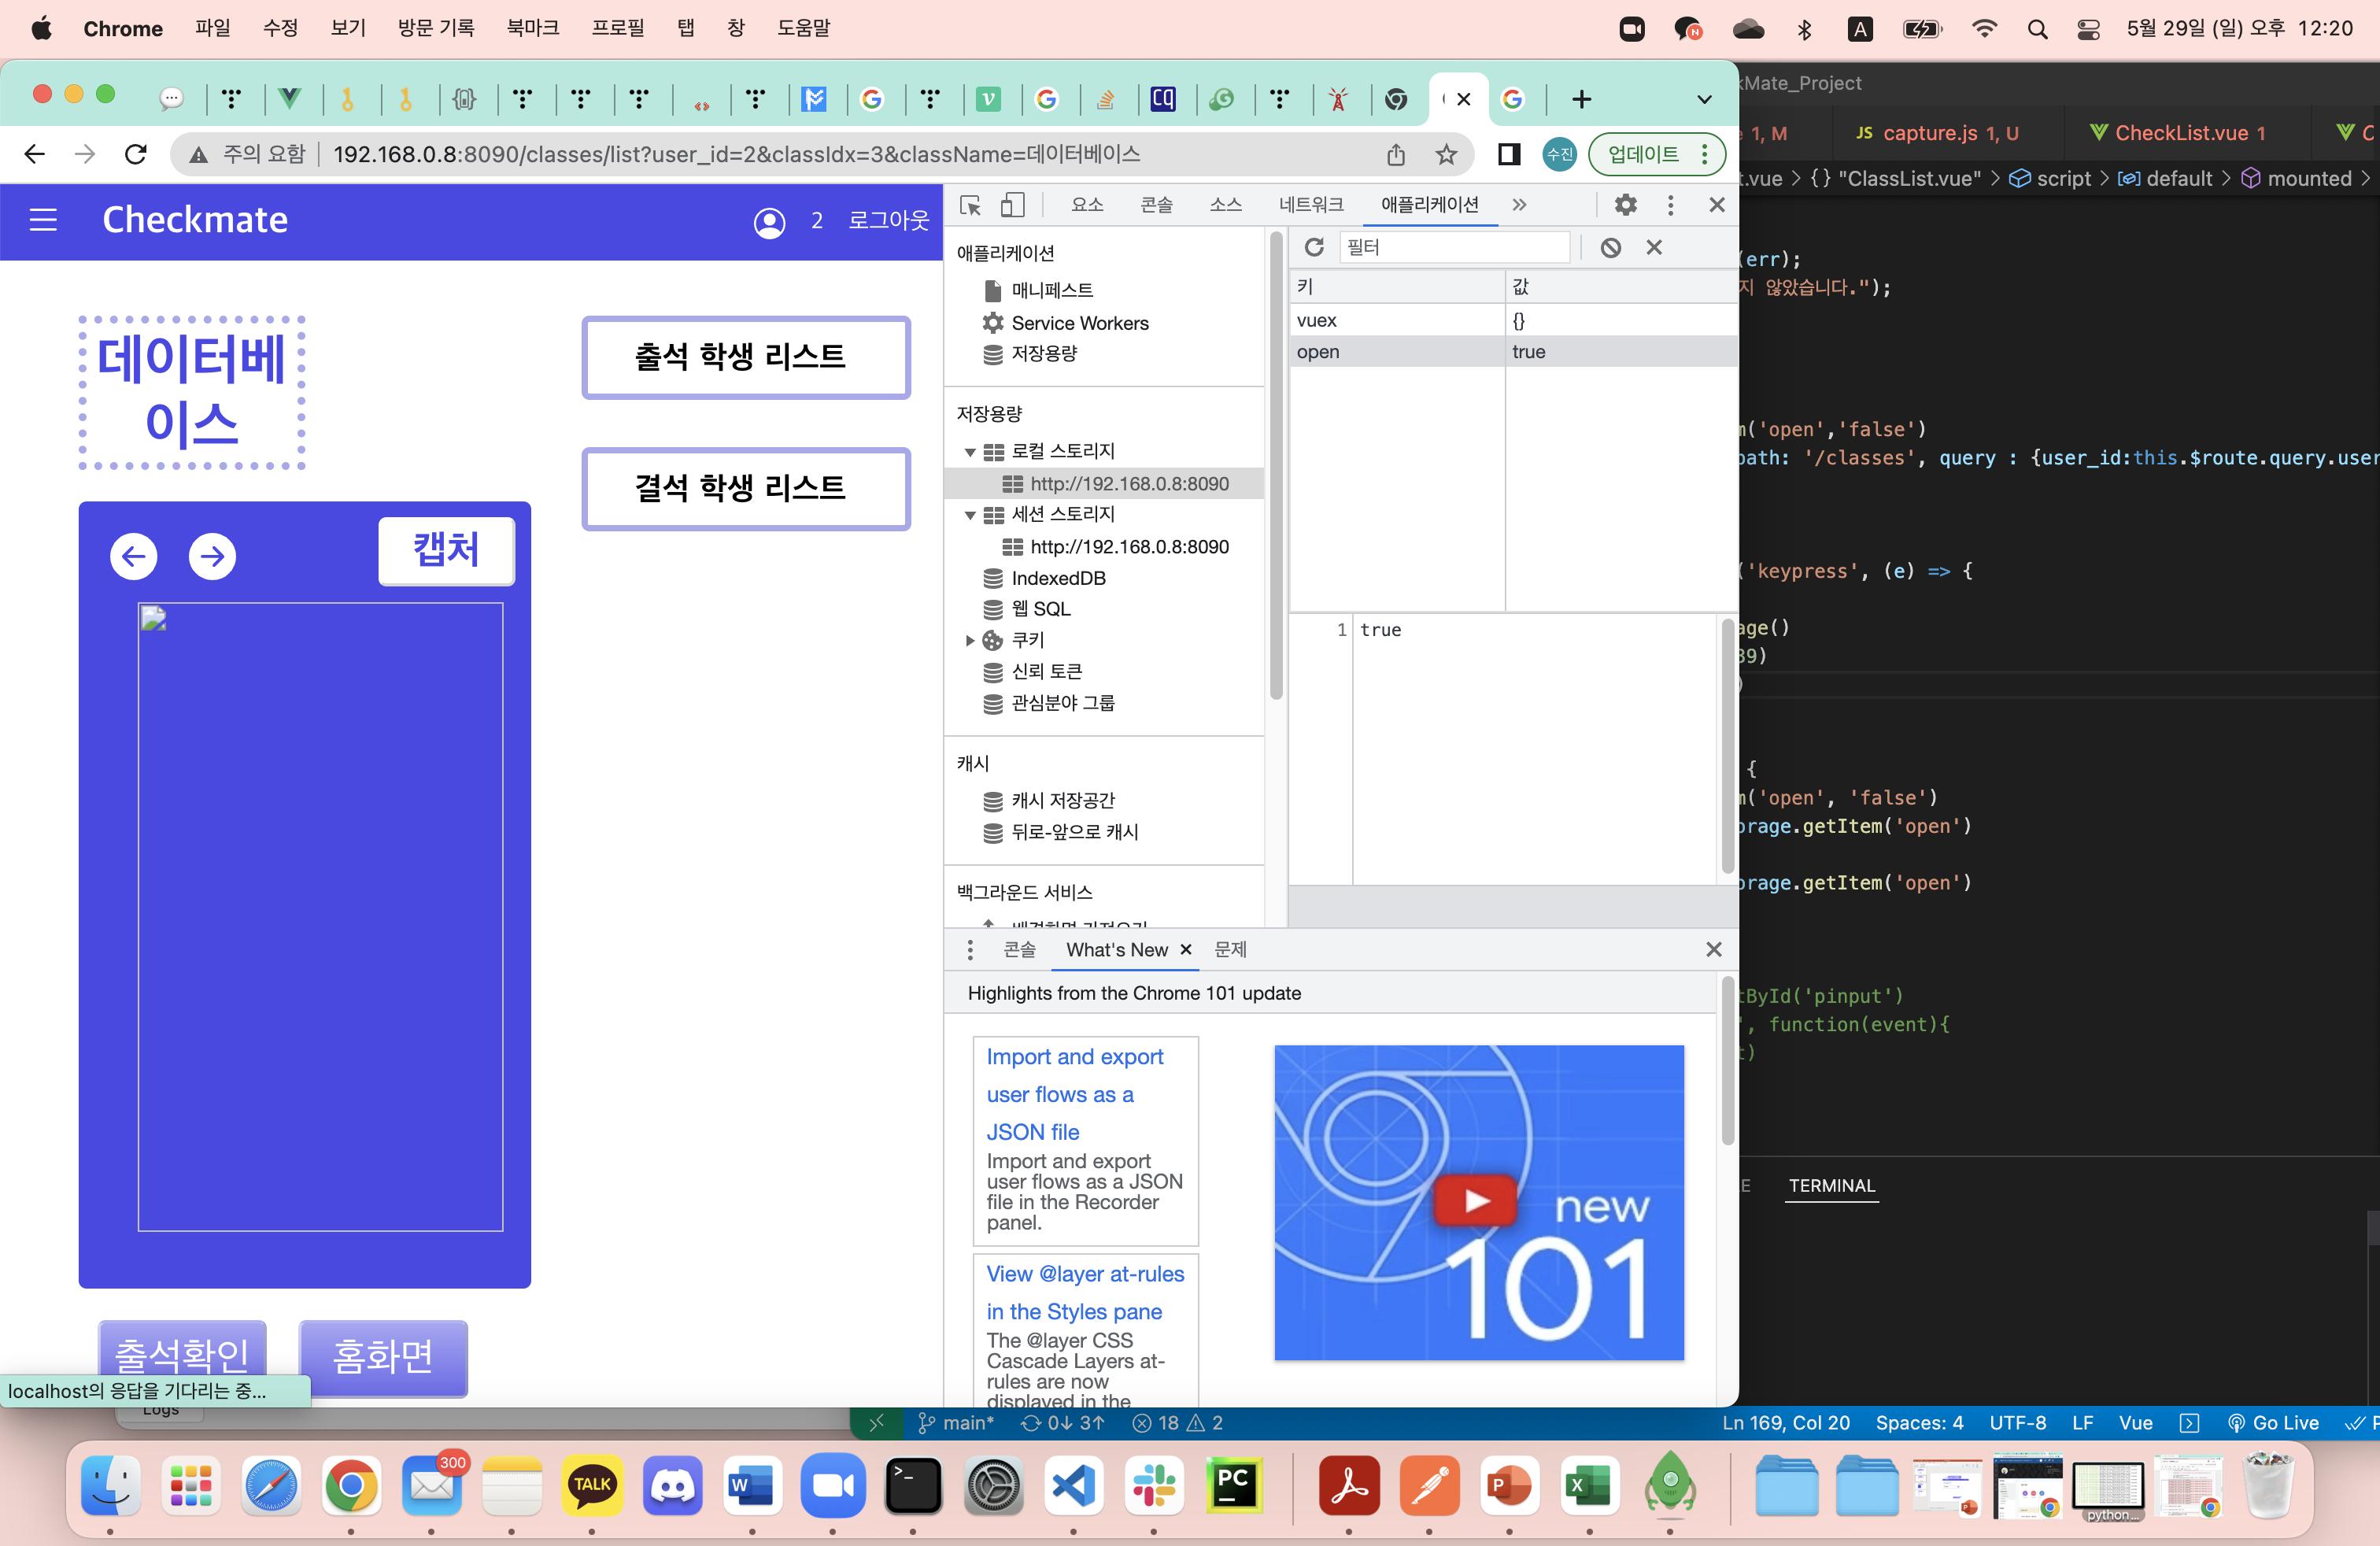 Chrome 파일 수정 보기 방문 기록 북마크 프로필 탭 창 도움말
A 5월 29일 (일) 오후 12:20
주의 요함 192.168.0.8:8090/classes/list?user_id=2&classIdx=3&className=데이터베이스
수진 업데이트
Checkmate 2 로그아웃
데이터베
이스
출석 학생 리스트
결석 학생 리스트
캡처
출석확인 홈화면
localhost의 응답을 기다리는 중...
Logs
요소 콘솔 소스 네트워크 애플리케이션
애플리케이션
매니페스트
Service Workers
저장용량
저장용량
로컬 스토리지
http://192.168.0.8:8090
세션 스토리지
http://192.168.0.8:8090
IndexedDB
웹 SQL
쿠키
신뢰 토큰
관심분야 그룹
캐시
캐시 저장공간
뒤로-앞으로 캐시
백그라운드 서비스
필터
키 값
vuex {}
open true
1 true
콘솔 What's New 문제
Highlights from the Chrome 101 update
Import and export
user flows as a
JSON file
Import and export
user flows as a JSON
file in the Recorder
panel.
View @layer at-rules
in the Styles pane
The @layer CSS
Cascade Layers at-
rules are now
displayed in the
new
101
kMate_Project
1, M JS capture.js 1, U CheckList.vue 1
t.vue > {} "ClassList.vue" > script > default > mounted >
(err);
지 않았습니다.");
m('open','false')
path: '/classes', query : {user_id:this.$route.query.user
('keypress', (e) => {
age()
39)
)
{
m('open', 'false')
orage.getItem('open')
orage.getItem('open')
tById('pinput')
', function(event){
t)
E TERMINAL
main* 0↓ 3↑ 18 2
Ln 169, Col 20 Spaces: 4 UTF-8 LF Vue Go Live
300
TALK
W
>_
PC
P
X
python...